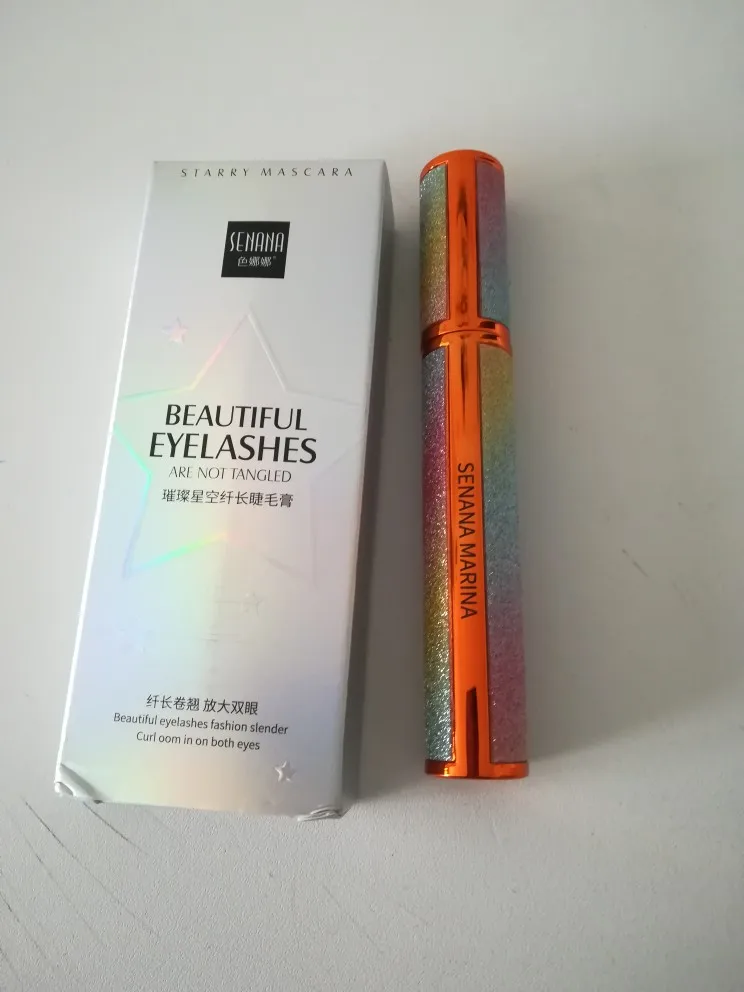 STARRY MASCARA
SENANA
色娜娜®
BEAUTIFUL
EYELASHES
ARE NOT TANGLED
璀璨星空纤长睫毛膏
纤长卷翘 放大双眼
Beautiful eyelashes fashion slender
Curl oom in on both eyes
SENANA MARINA